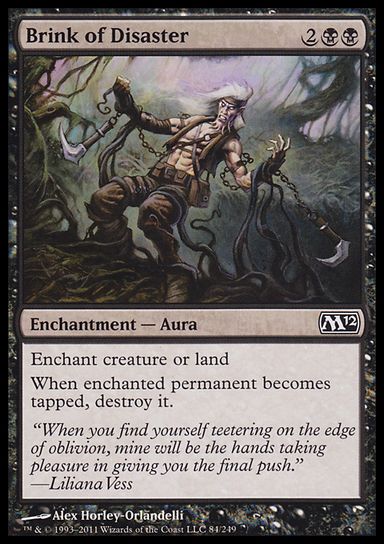 Brink of Disaster 2
Enchantment — Aura M12
Enchant creature or land
When enchanted permanent becomes
tapped, destroy it.
“When you find yourself teetering on the edge
of oblivion, mine will be the hands taking
pleasure in giving you the final push.”
—Liliana Vess
Alex Horley-Orlandelli
™ & © 1993–2011 Wizards of the Coast LLC 84/249